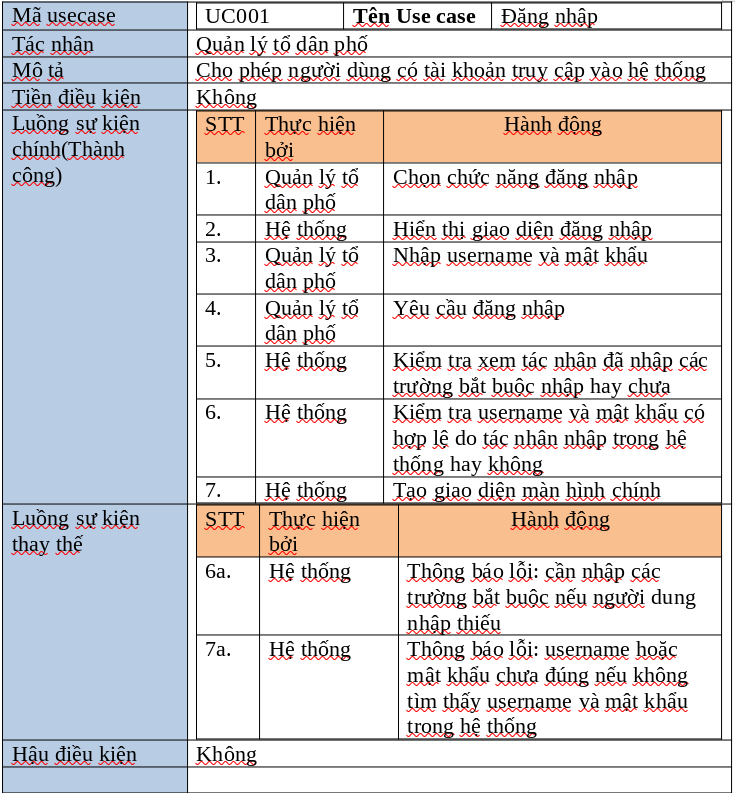 Mã usecase UC001 Tên Use case Đăng nhập
Tác nhân Quản lý tổ dân phố
Mô tả Cho phép người dùng có tài khoản truy cập vào hệ thống
Tiền điều kiện Không
Luồng sự kiện
chính(Thành
công)
STT Thực hiện
bởi
Hành động
1. Quản lý tổ
dân phố
Chọn chức năng đăng nhập
2. Hệ thống Hiển thị giao diện đăng nhập
3. Quản lý tổ
dân phố
Nhập username và mật khẩu
4. Quản lý tổ
dân phố
Yêu cầu đăng nhập
5. Hệ thống Kiểm tra xem tác nhân đã nhập các
trường bắt buộc nhập hay chưa
6. Hệ thống Kiểm tra username và mật khẩu có
hợp lệ do tác nhân nhập trong hệ
thống hay không
7. Hệ thống Tạo giao diện màn hình chính
Luồng sự kiện
thay thế
STT Thực hiện
bởi
Hành động
6a. Hệ thống Thông báo lỗi: cần nhập các
trường bắt buộc nếu người dung
nhập thiếu
7a. Hệ thống Thông báo lỗi: username hoặc
mật khẩu chưa đúng nếu không
tìm thấy username và mật khẩu
trong hệ thống
Hậu điều kiện Không